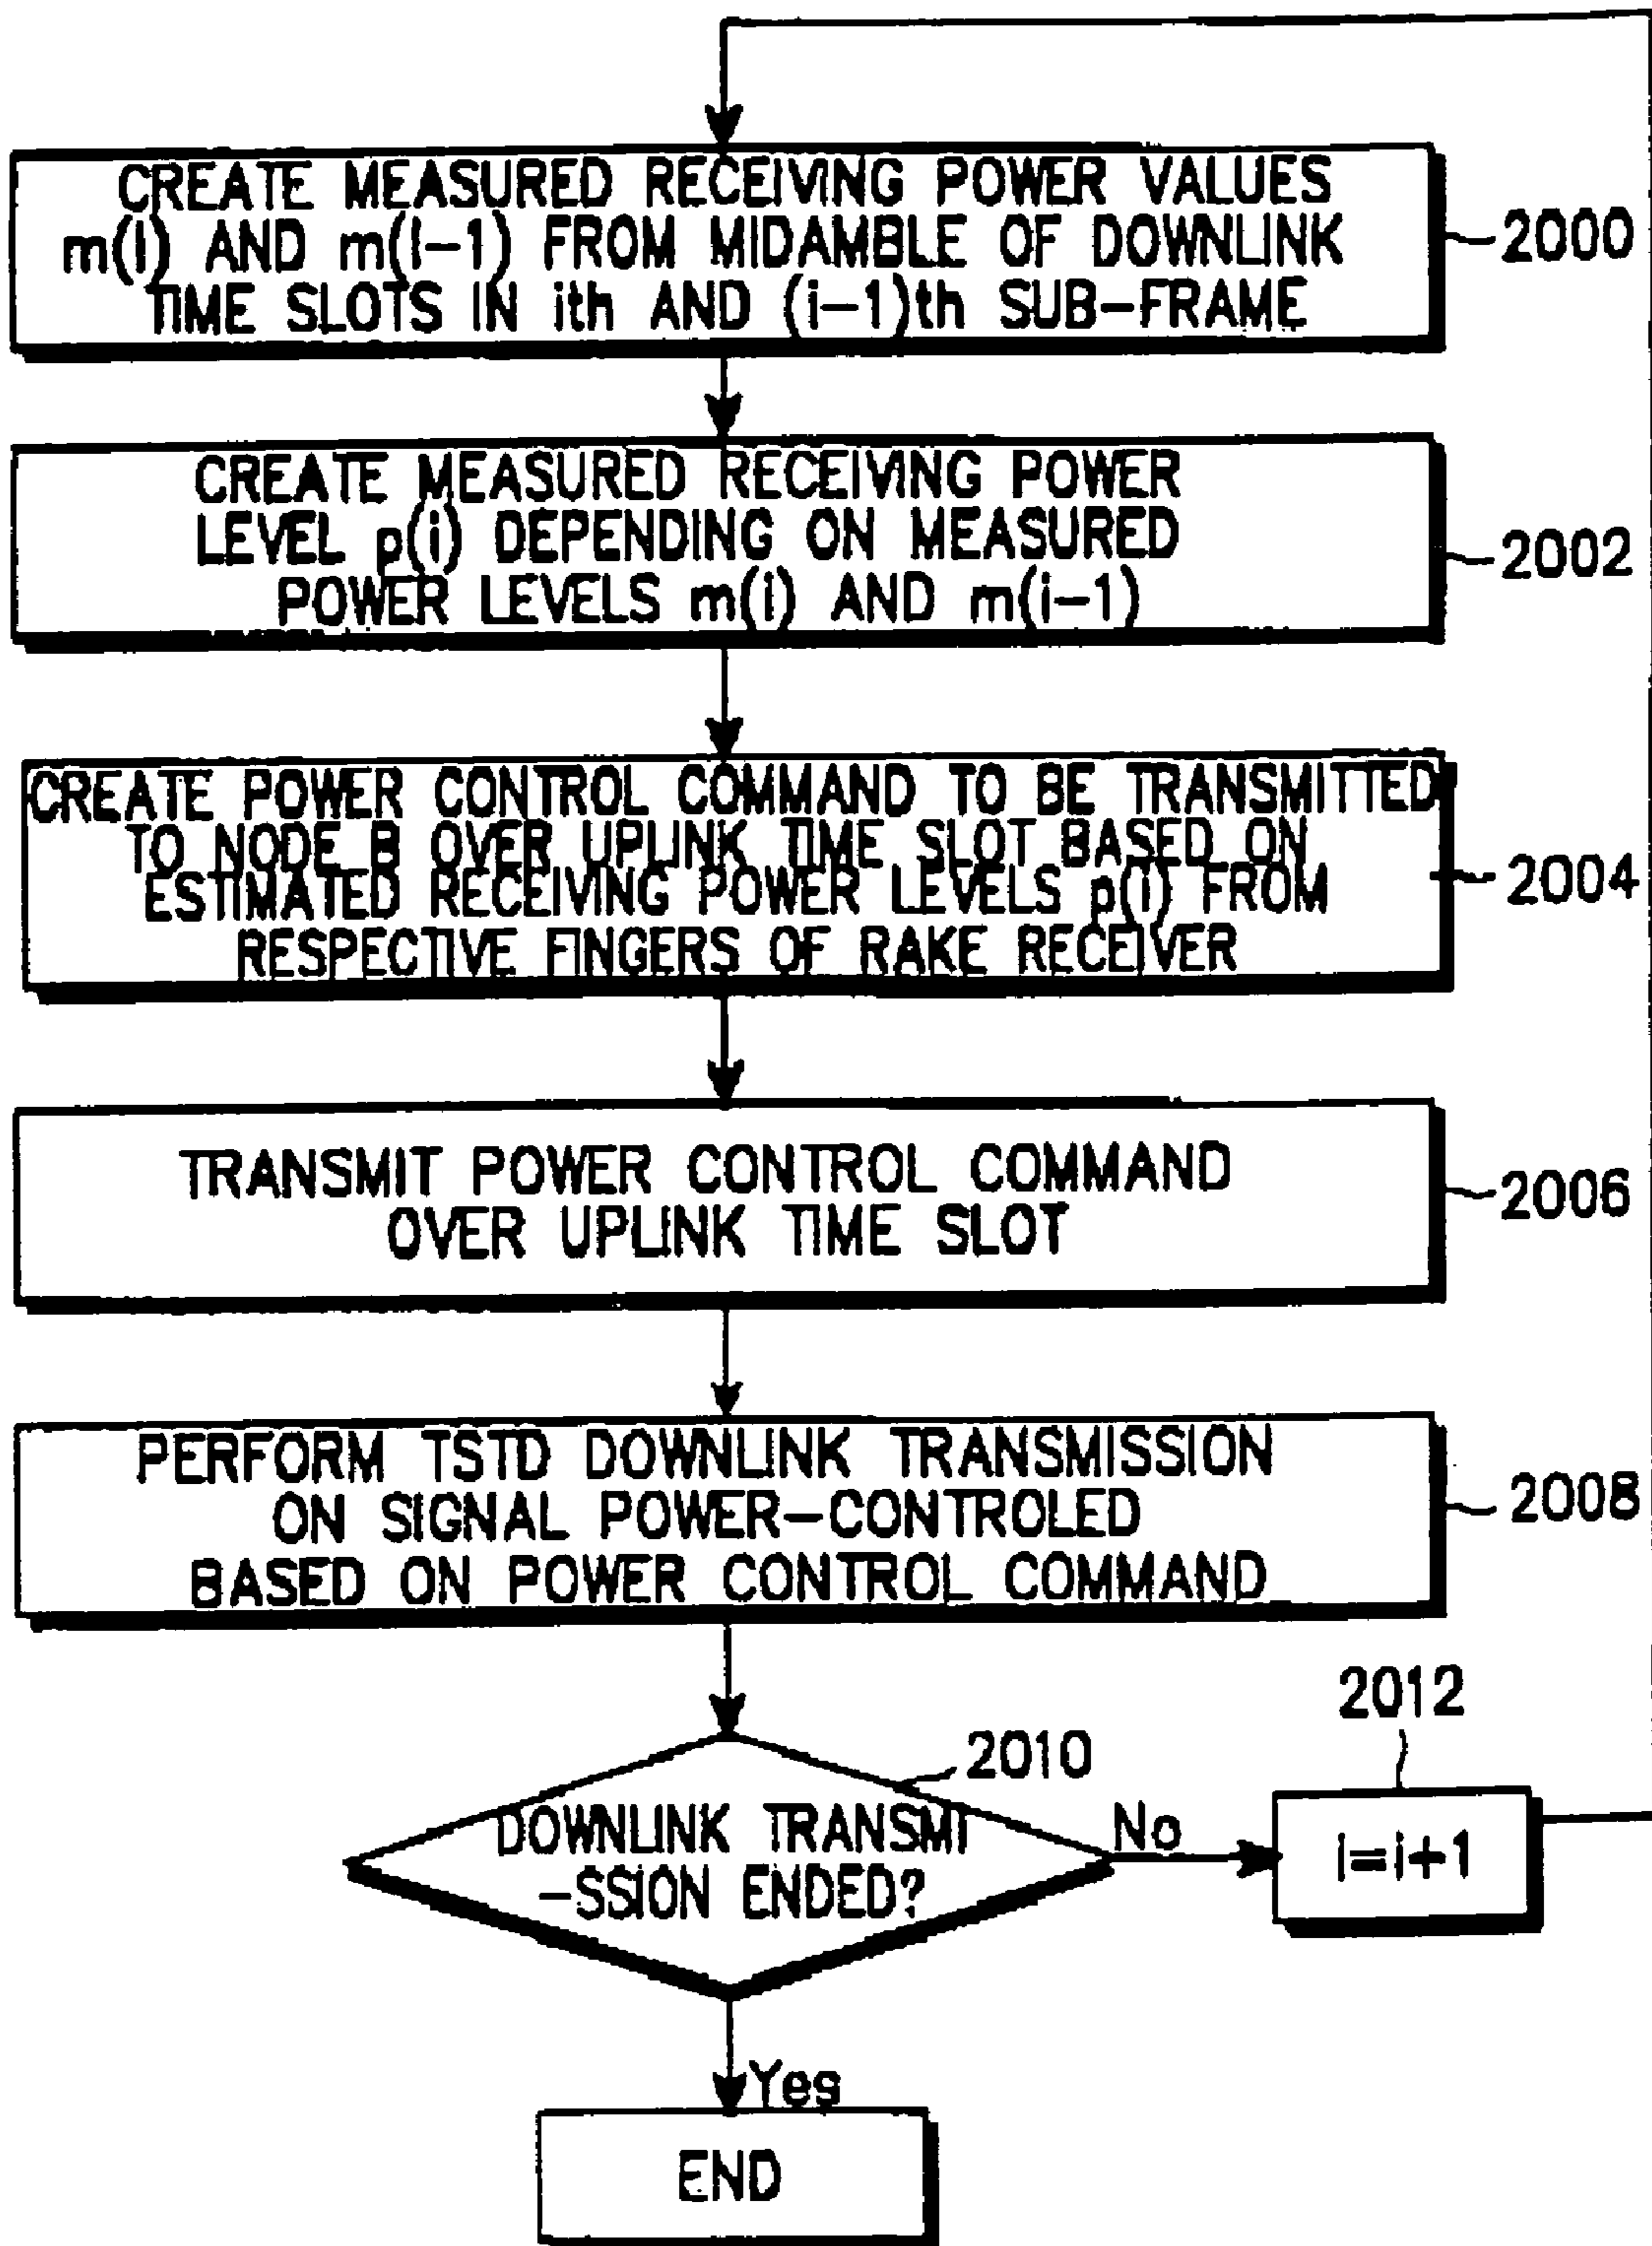 CREATE MEASURED RECEIVING POWER VALUES
m(i) AND m(i-1) FROM MIDAMBLE OF DOWNLINK
TIME SLOTS IN ith AND (i-1)th SUB-FRAME
2000
CREATE MEASURED RECEIVING POWER
LEVEL p(i) DEPENDING ON MEASURED
POWER LEVELS m(i) AND m(i-1)
2002
CREATE POWER CONTROL COMMAND TO BE TRANSMITTED
TO NODE B OVER UPLINK TIME SLOT BASED ON
ESTIMATED RECEIVING POWER LEVELS p(i) FROM
RESPECTIVE FINGERS OF RAKE RECEIVER
2004
TRANSMIT POWER CONTROL COMMAND
OVER UPLINK TIME SLOT
2006
PERFORM TSTD DOWNLINK TRANSMISSION
ON SIGNAL POWER-CONTROLED
BASED ON POWER CONTROL COMMAND
2008
2010
DOWNLINK TRANSMI
-SSION ENDED?
No
2012
i=i+1
Yes
END